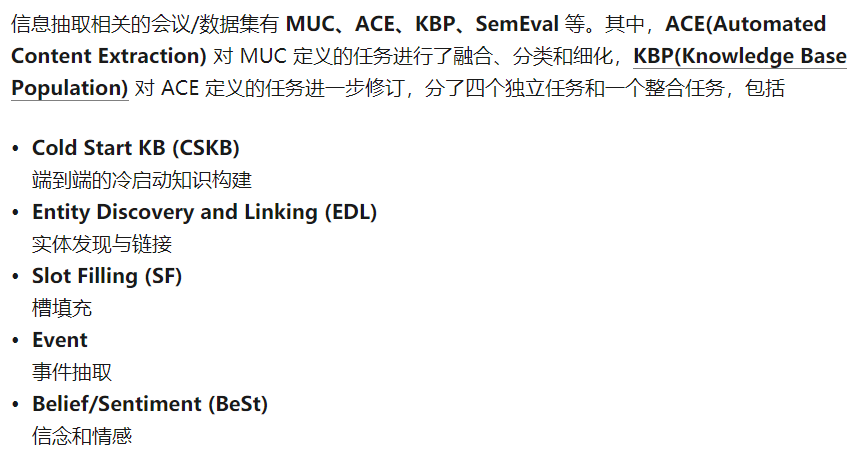 信息抽取相关的会议/数据集有 MUC、ACE、KBP、SemEval 等。其中，ACE(Automated
Content Extraction) 对 MUC 定义的任务进行了融合、分类和细化，KBP(Knowledge Base
Population) 对 ACE 定义的任务进一步修订，分了四个独立任务和一个整合任务，包括
• Cold Start KB (CSKB)
端到端的冷启动知识构建
• Entity Discovery and Linking (EDL)
实体发现与链接
• Slot Filling (SF)
槽填充
• Event
事件抽取
• Belief/Sentiment (BeSt)
信念和情感